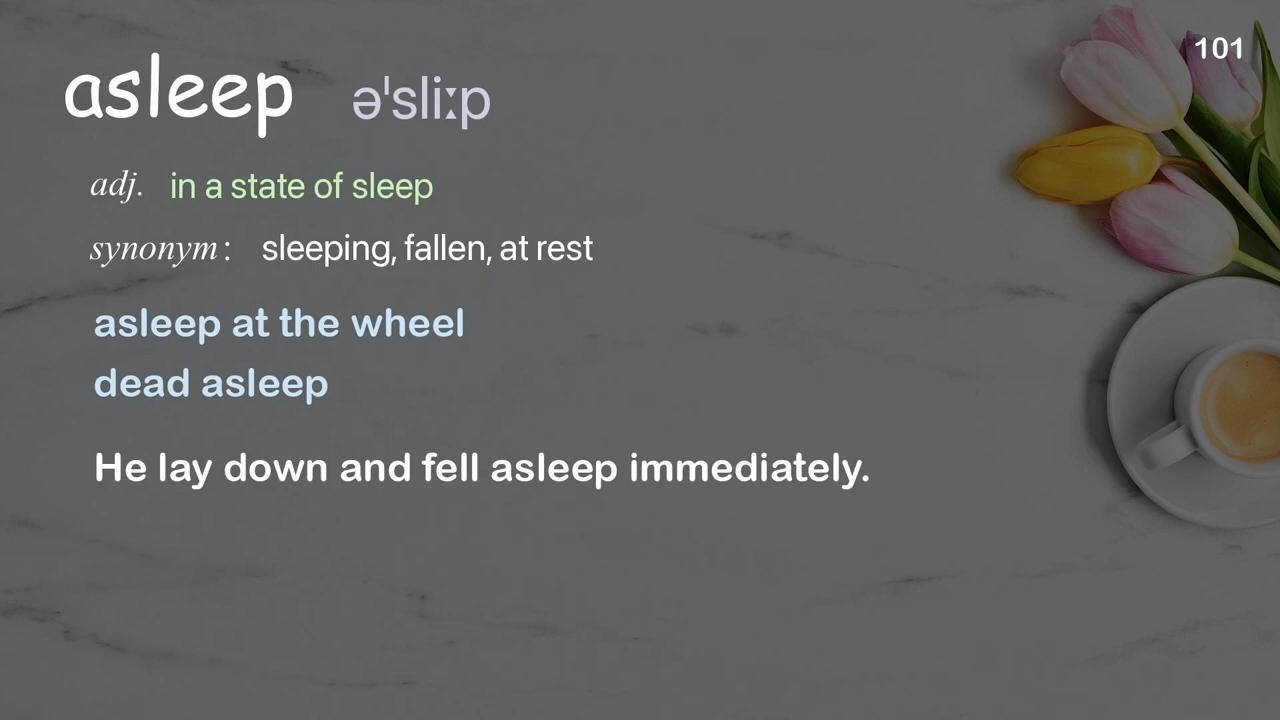 101
asleep əˈsliːp
adj. in a state of sleep
synonym: sleeping, fallen, at rest
asleep at the wheel
dead asleep
He lay down and fell asleep immediately.